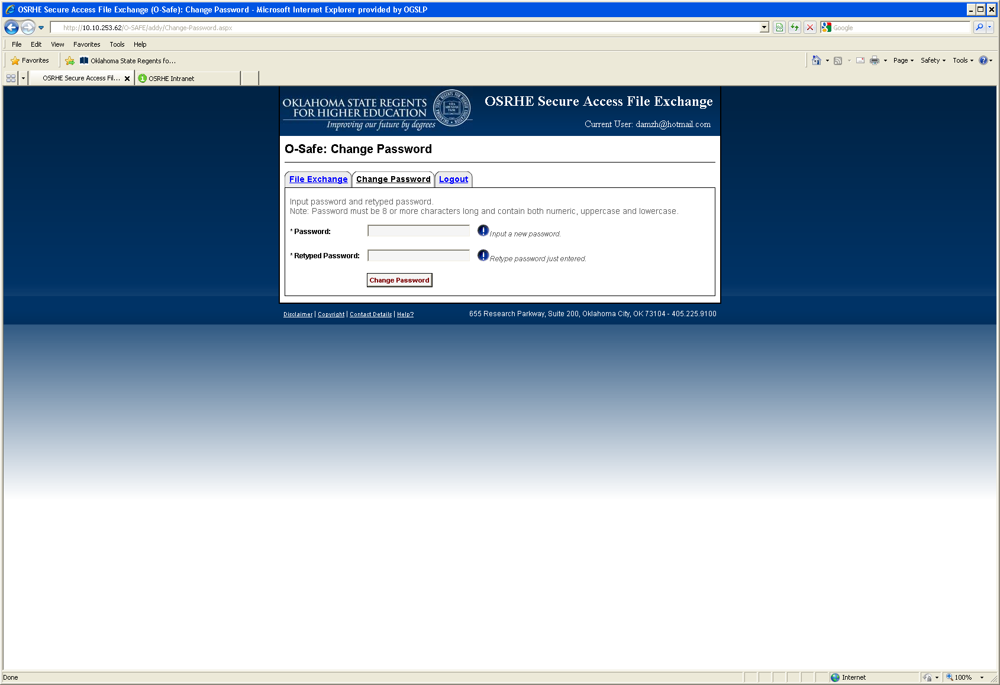 OSRHE Secure Access File Exchange (O-Safe): Change Password - Microsoft Internet Explorer provided by OGSLP
http://10.10.253.62/O-SAFE/addy/Change-Password.aspx
Google
File Edit View Favorites Tools Help
Favorites Oklahoma State Regents fo...
Page Safety Tools
OSRHE Secure Access Fil... OSRHE Intranet
OKLAHOMA STATE REGENTS
FOR HIGHER EDUCATION
Improving our future by degrees
OSRHE Secure Access File Exchange
Current User: damzh@hotmail.com
O-Safe: Change Password
File Exchange Change Password Logout
Input password and retyped password.
Note: Password must be 8 or more characters long and contain both numeric, uppercase and lowercase.
* Password: Input a new password.
* Retyped Password: Retype password just entered.
Change Password
Disclaimer | Copyright | Contact Details | Help?
655 Research Parkway, Suite 200, Oklahoma City, OK 73104 - 405.225.9100
Done
Internet
100%